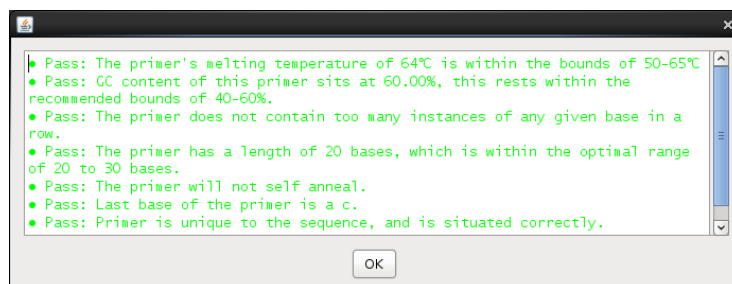 ● Pass: The primer's melting temperature of 64℃ is within the bounds of 50-65℃
● Pass: GC content of this primer sits at 60.00%, this rests within the
recommended bounds of 40-60%.
● Pass: The primer does not contain too many instances of any given base in a
row.
● Pass: The primer has a length of 20 bases, which is within the optimal range
of 20 to 30 bases.
● Pass: The primer will not self anneal.
● Pass: Last base of the primer is a c.
● Pass: Primer is unique to the sequence, and is situated correctly.
OK